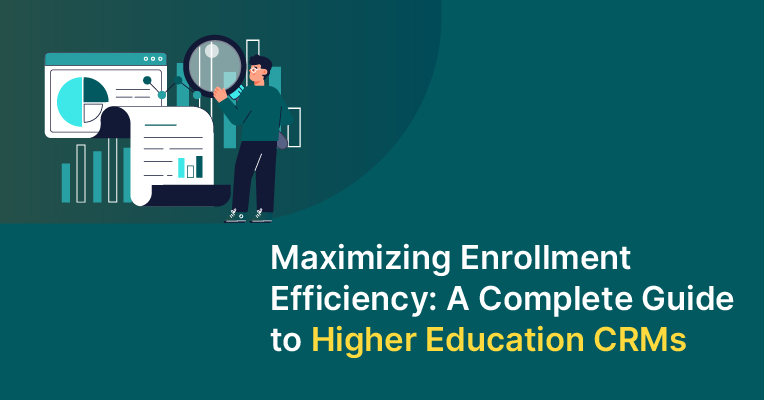 Maximizing Enrollment
Efficiency: A Complete Guide
to Higher Education CRMs